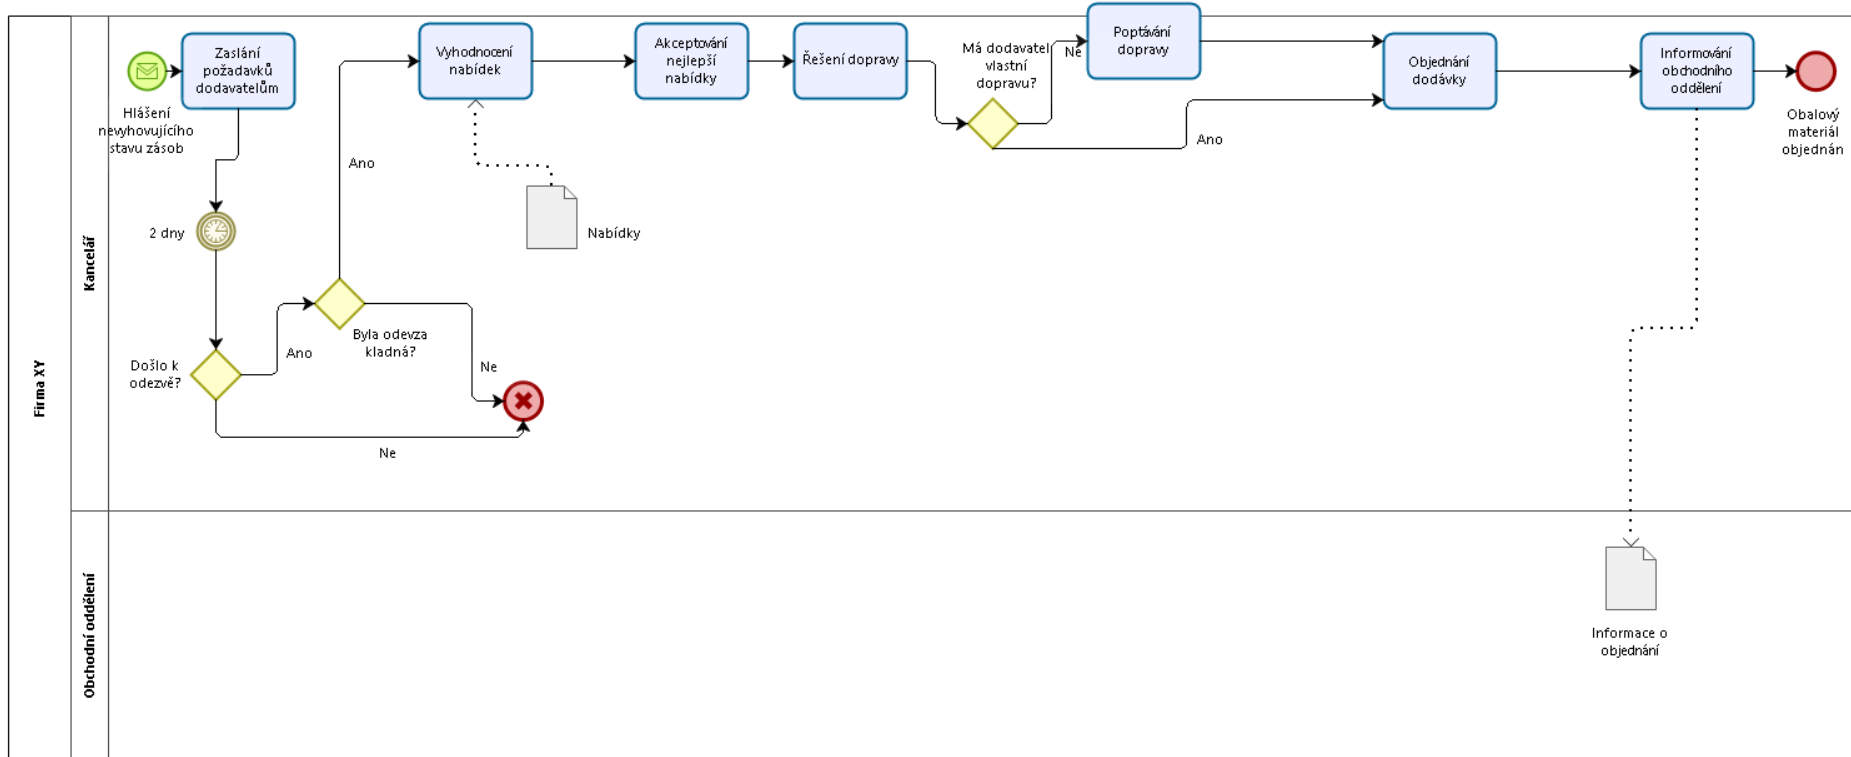 Firma XY
Kancelář
Obchodní oddělení
Hlášení
nevyhovujícího
stavu zásob
Zaslání
požadavků
dodavatelům
2 dny
Došlo k
odezvě?
Ano
Ne
Byla odevza
kladná?
Ano
Ne
Vyhodnocení
nabídek
Nabídky
Akceptování
nejlepší
nabídky
Řešení dopravy
Má dodavatel
vlastní
dopravu?
Ne
Ano
Poptávání
dopravy
Objednání
dodávky
Informování
obchodního
oddělení
Obalový
materiál
objednán
Informace o
objednání